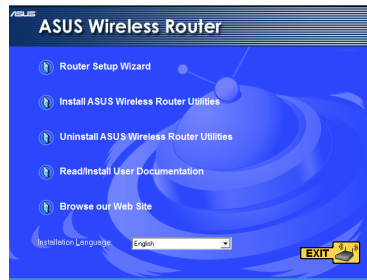 ASUS
ASUS Wireless Router
Router Setup Wizard
Install ASUS Wireless Router Utilities
Uninstall ASUS Wireless Router Utilities
Read/Install User Documentation
Browse our Web Site
Installation Language: English
EXIT